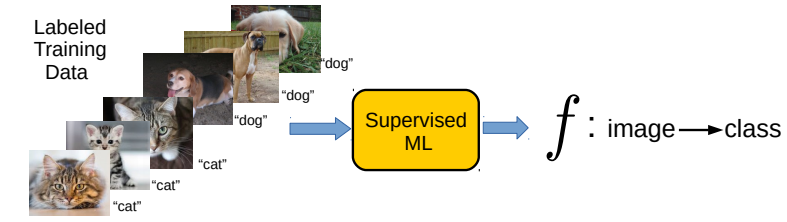 Labeled
Training
Data
“dog”
“dog”
“dog”
“cat”
“cat”
“cat”
Supervised
ML
f : image→class